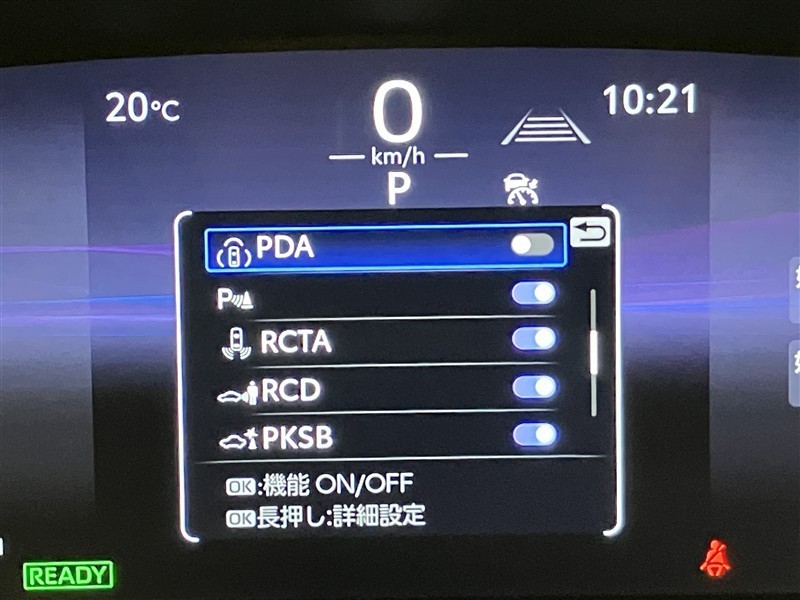 20℃
0
10:21
km/h
P
PDA
P
RCTA
RCD
PKSB
OK:機能 ON/OFF
OK長押し:詳細設定
READY